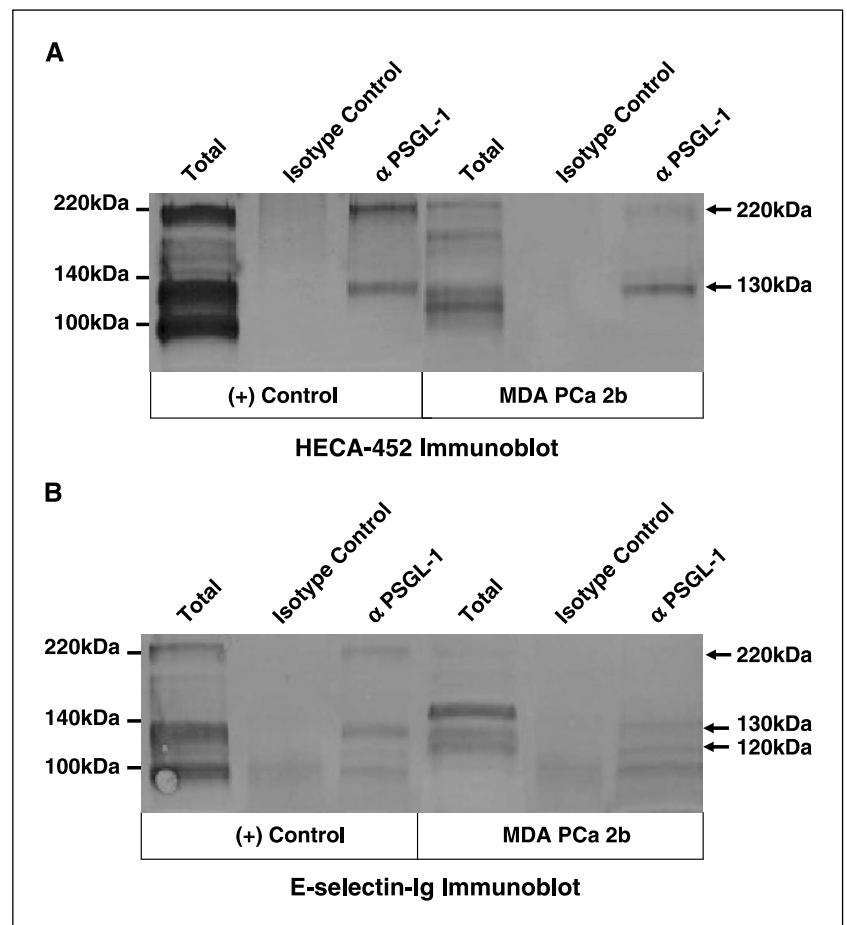 A
Total
Isotype Control
α PSGL-1
Total
Isotype Control
α PSGL-1
220kDa
140kDa
100kDa
220kDa
130kDa
(+) Control
MDA PCa 2b
HECA-452 Immunoblot
B
Total
Isotype Control
α PSGL-1
Total
Isotype Control
α PSGL-1
220kDa
140kDa
100kDa
220kDa
130kDa
120kDa
(+) Control
MDA PCa 2b
E-selectin-Ig Immunoblot